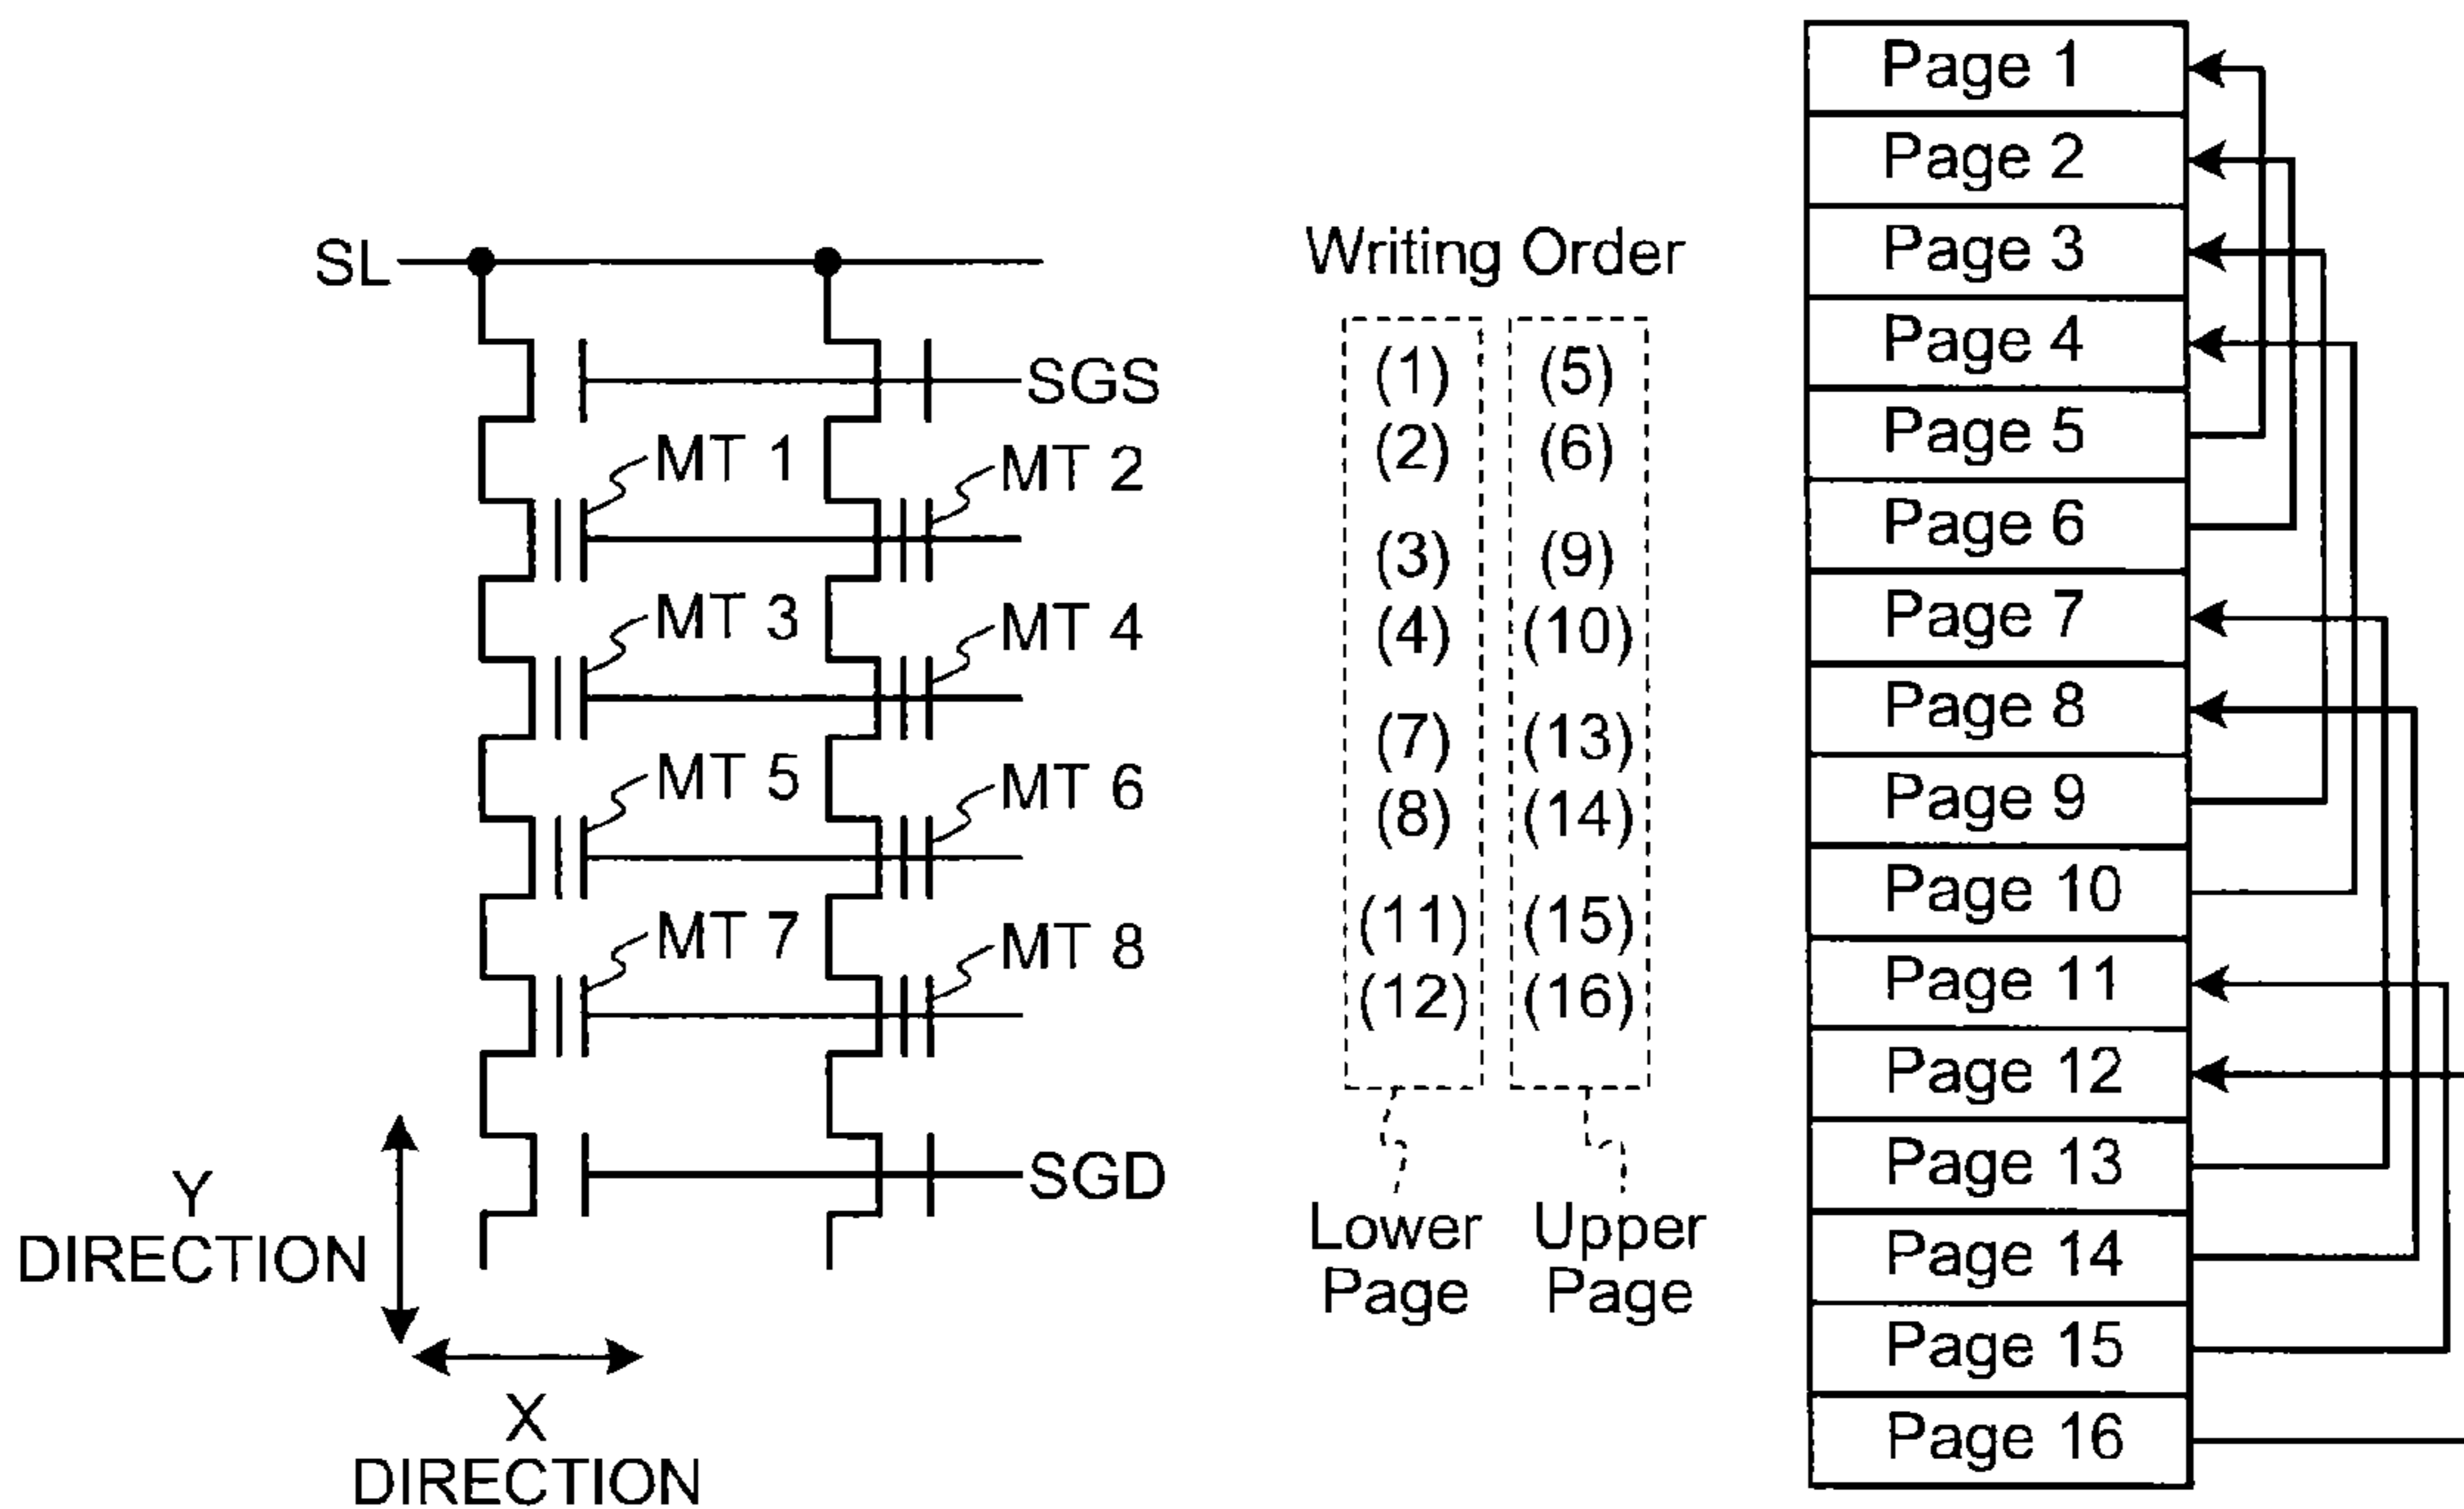 SL
SGS
MT 1
MT 2
MT 3
MT 4
MT 5
MT 6
MT 7
MT 8
SGD
Y
DIRECTION
X
DIRECTION
Writing Order
(1) (5)
(2) (6)
(3) (9)
(4) (10)
(7) (13)
(8) (14)
(11) (15)
(12) (16)
Lower
Page
Upper
Page
Page 1
Page 2
Page 3
Page 4
Page 5
Page 6
Page 7
Page 8
Page 9
Page 10
Page 11
Page 12
Page 13
Page 14
Page 15
Page 16